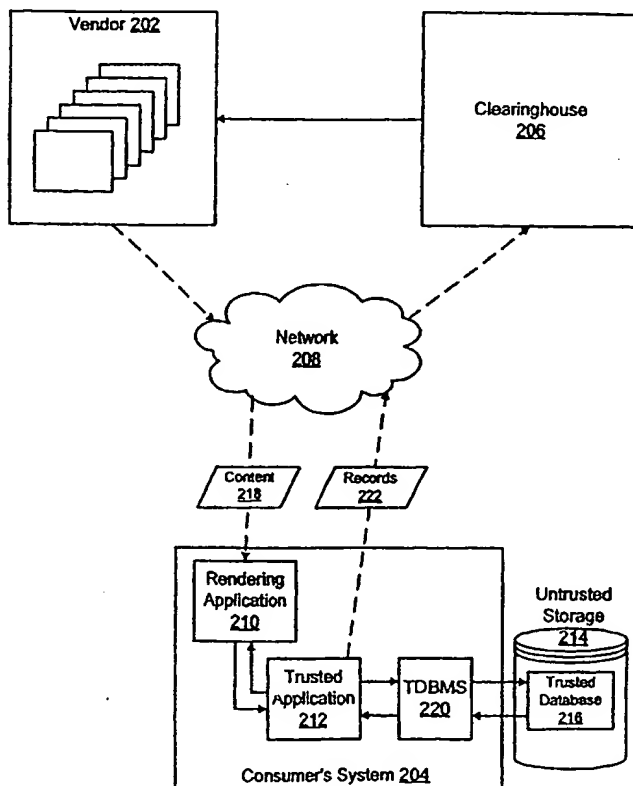 Vendor 202
Clearinghouse
206
Network
208
Content
218
Records
222
Rendering
Application
210
Untrusted
Storage
214
Trusted
Application
212
TDBMS
220
Trusted
Database
216
Consumer's System 204